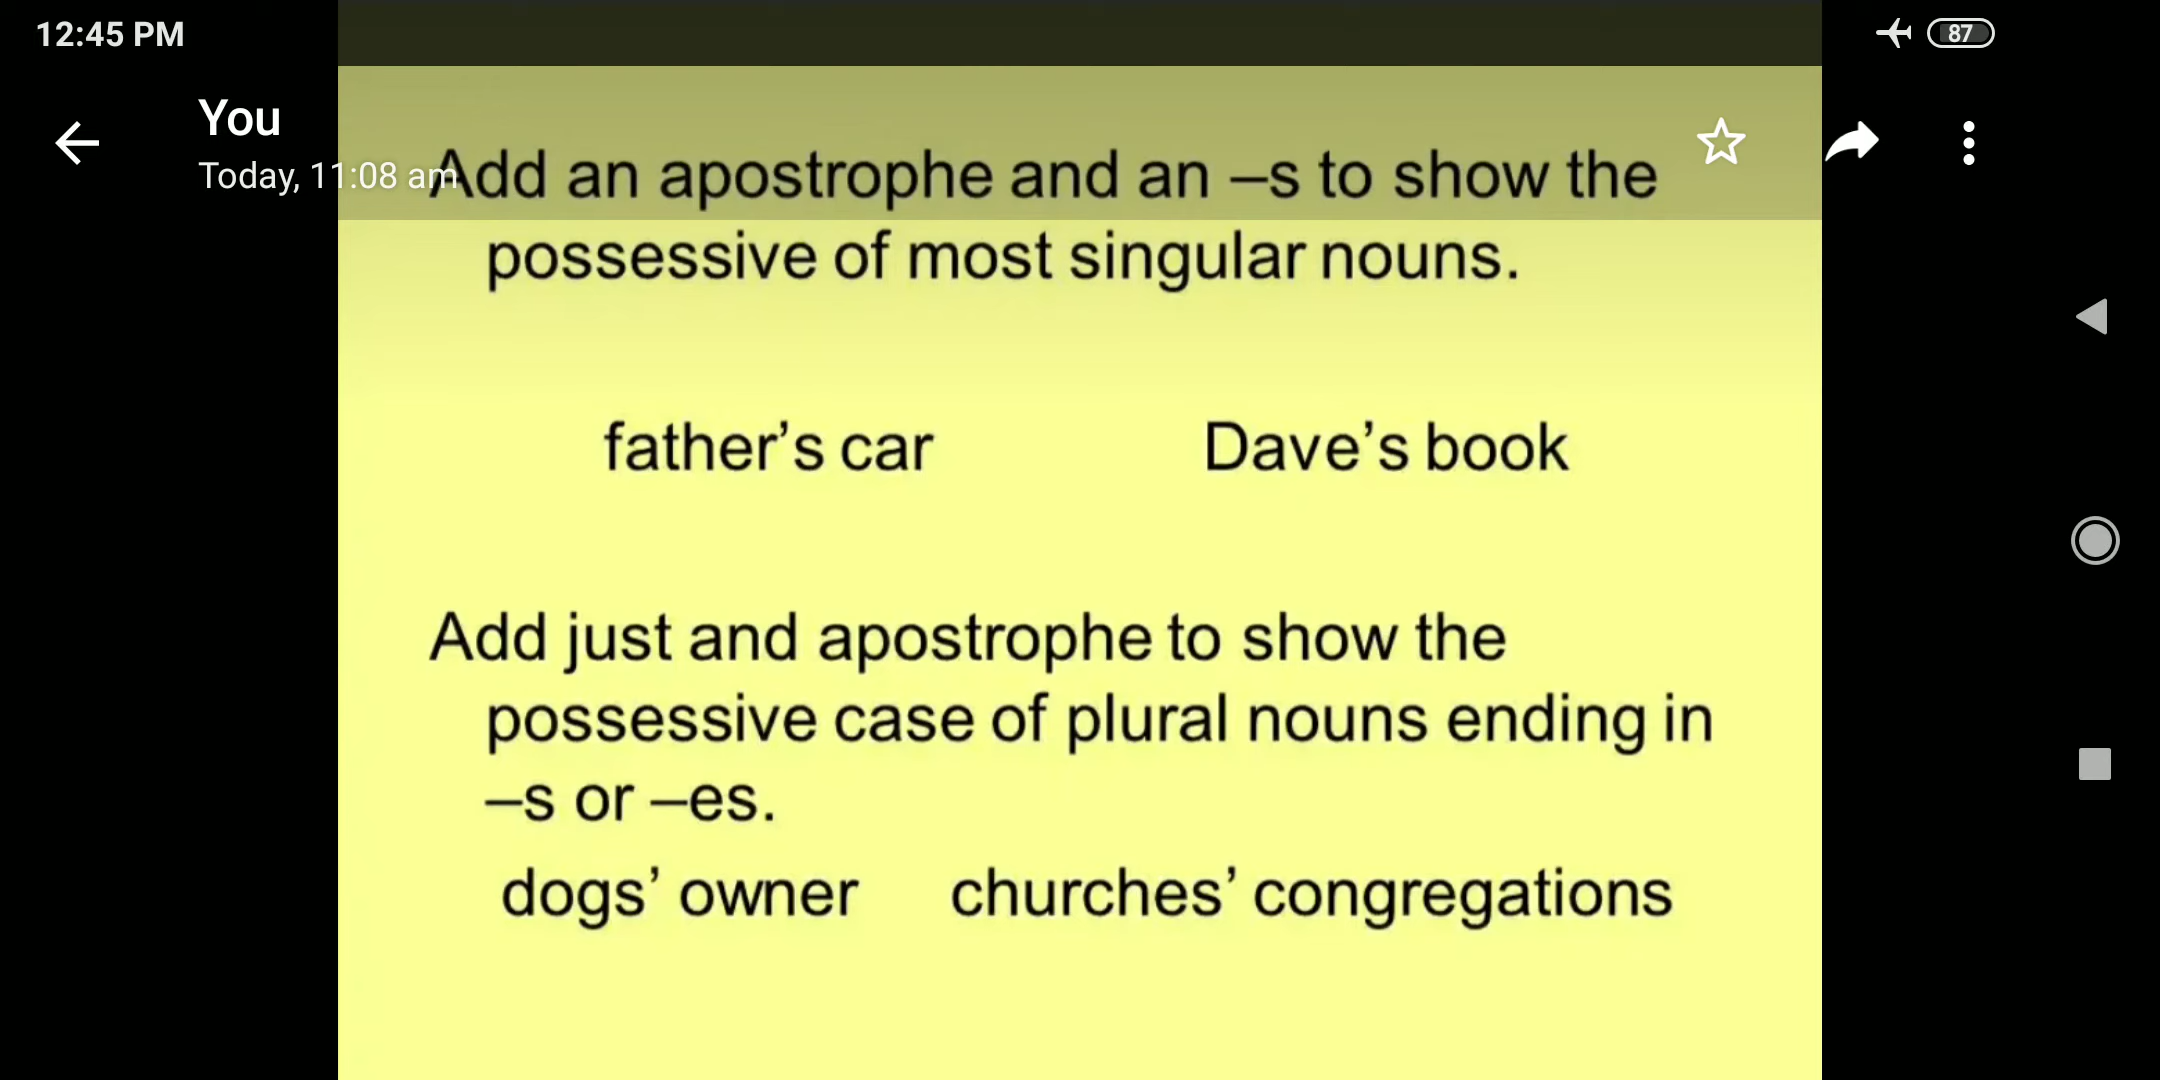 12:45 PM
87
You
Today, 11:08 am
Add an apostrophe and an –s to show the
possessive of most singular nouns.
father’s car Dave’s book
Add just and apostrophe to show the
possessive case of plural nouns ending in
–s or –es.
dogs’ owner churches’ congregations